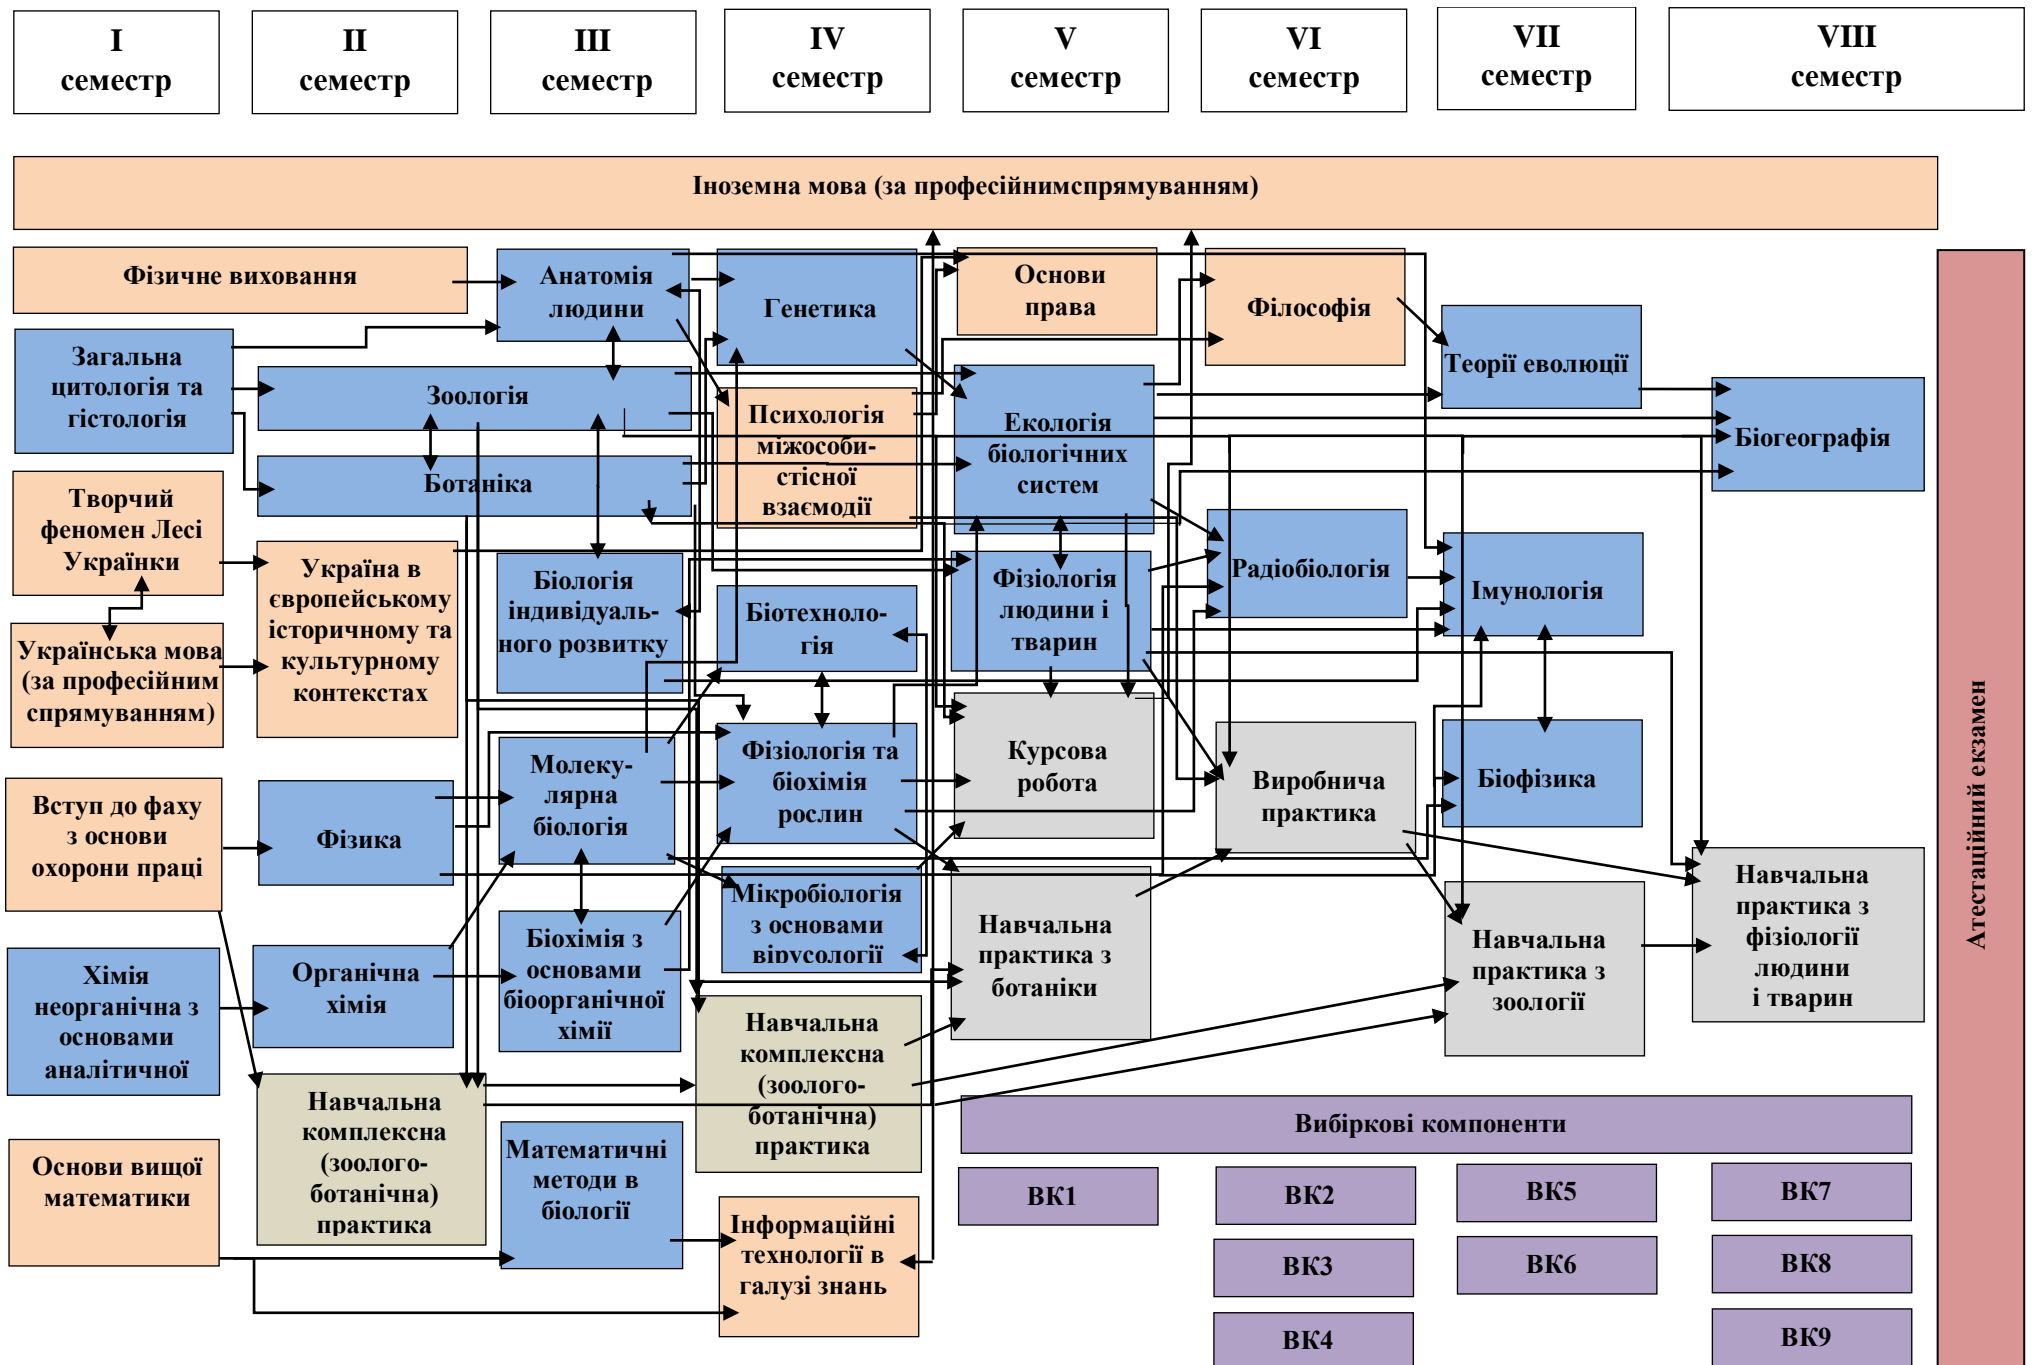 I
семестр
II
семестр
III
семестр
IV
семестр
V
семестр
VI
семестр
VII
семестр
VIII
семестр
Іноземна мова (за професійнимспрямуванням)
Фізичне виховання
Загальна
цитологія та
гістологія
Творчий
феномен Лесі
Українки
Українська мова
(за професійним
спрямуванням)
Вступ до фаху
з основи
охорони праці
Хімія
неорганічна з
основами
аналітичної
Основи вищої
математики
Зоологія
Ботаніка
Україна в
європейському
історичному та
культурному
контекстах
Фізика
Органічна
хімія
Навчальна
комплексна
(зоолого-
ботанічна)
практика
Анатомія
людини
Біологія
індивідуаль-
ного розвитку
Молеку-
лярна
біологія
Біохімія з
основами
біоорганічної
хімії
Математичні
методи в
біології
Генетика
Психологія
міжособи-
стісної
взаємодії
Біотехноло-
гія
Фізіологія та
біохімія
рослин
Мікробіологія
з основами
вірусології
Навчальна
комплексна
(зоолого-
ботанічна)
практика
Інформаційні
технології в
галузі знань
Основи
права
Екологія
біологічних
систем
Фізіологія
людини і
тварин
Курсова
робота
Навчальна
практика з
ботаніки
Філософія
Радіобіологія
Виробнича
практика
Теорії еволюції
Імунологія
Біофізика
Навчальна
практика з
зоології
Біогеографія
Навчальна
практика з
фізіології
людини
і тварин
Вибіркові компоненти
ВК1
ВК2
ВК3
ВК4
ВК5
ВК6
ВК7
ВК8
ВК9
Атестаційний екзамен